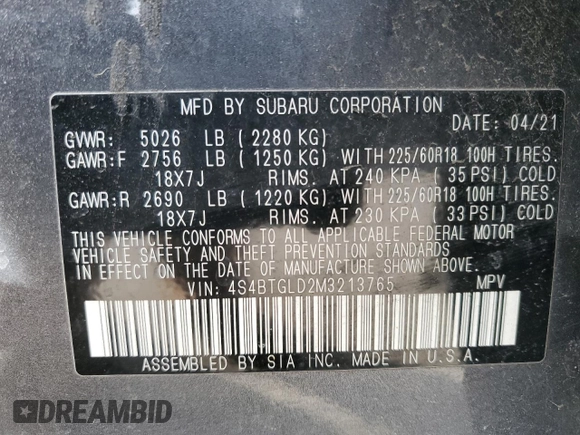 MFD BY SUBARU CORPORATION
DATE: 04/21
GVWR: 5026 LB (2280 KG)
GAWR:F 2756 LB (1250 KG) WITH 225/60R18 100H TIRES.
18X7J RIMS. AT 240 KPA (35 PSI) COLD
GAWR:R 2690 LB (1220 KG) WITH 225/60R18 100H TIRES.
18X7J RIMS. AT 230 KPA (33 PSI) COLD
THIS VEHICLE CONFORMS TO ALL APPLICABLE FEDERAL MOTOR
VEHICLE SAFETY AND THEFT PREVENTION STANDARDS
IN EFFECT ON THE DATE OF MANUFACTURE SHOWN ABOVE.
VIN: 4S4BTGLD2M3213765 MPV
ASSEMBLED BY SIA INC. MADE IN U.S.A.
DREAMBID